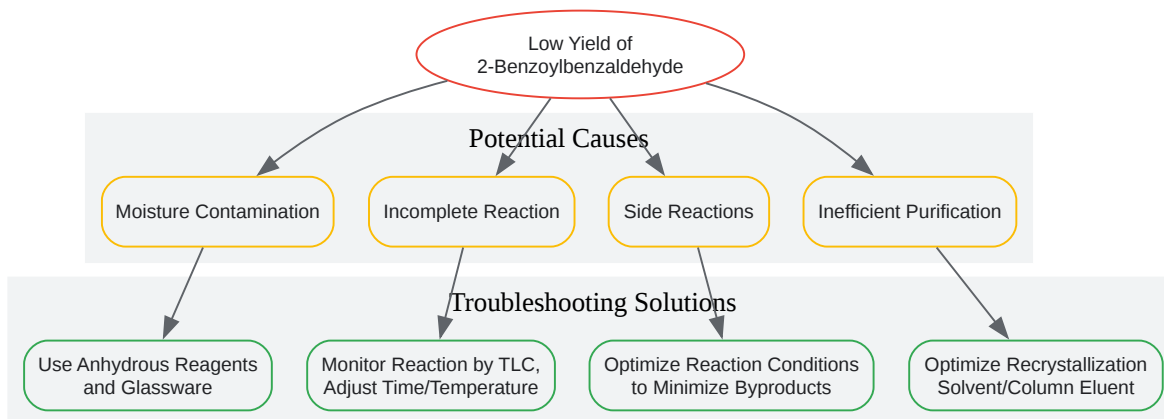 Low Yield of
2-Benzoylbenzaldehyde
Potential Causes
Moisture Contamination
Incomplete Reaction
Side Reactions
Inefficient Purification
Troubleshooting Solutions
Use Anhydrous Reagents
and Glassware
Monitor Reaction by TLC,
Adjust Time/Temperature
Optimize Reaction Conditions
to Minimize Byproducts
Optimize Recrystallization
Solvent/Column Eluent